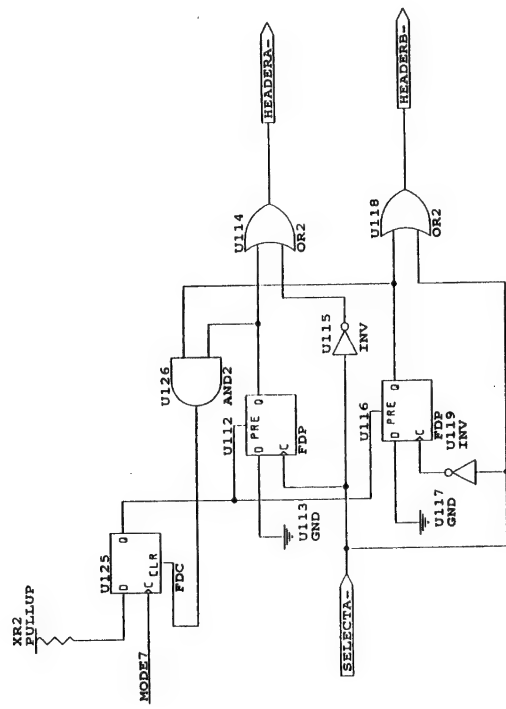 XR2
PULLUP
MODE7
U125
D
Q
C
CLR
FDC
U126
AND2
U112
D
PRE
Q
C
FDP
U113
GND
U114
OR2
HEADERA-
U115
INV
SELECTA-
U116
D
PRE
Q
C
FDP
U119
INV
U117
GND
U118
OR2
HEADERB-